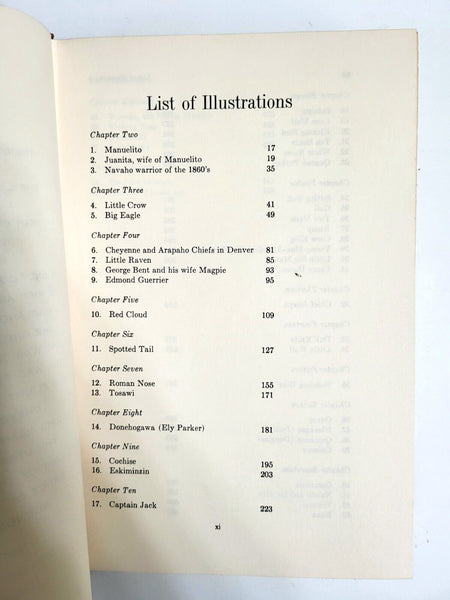 List of Illustrations
Chapter Two
1. Manuelito 17
2. Juanita, wife of Manuelito 19
3. Navaho warrior of the 1860's 35
Chapter Three
4. Little Crow 41
5. Big Eagle 49
Chapter Four
6. Cheyenne and Arapaho Chiefs in Denver 81
7. Little Raven 85
8. George Bent and his wife Magpie 93
9. Edmond Guerrier 95
Chapter Five
10. Red Cloud 109
Chapter Six
11. Spotted Tail 127
Chapter Seven
12. Roman Nose 155
13. Tosawi 171
Chapter Eight
14. Donehogawa (Ely Parker) 181
Chapter Nine
15. Cochise 195
16. Eskiminzin 203
Chapter Ten
17. Captain Jack 223
xi